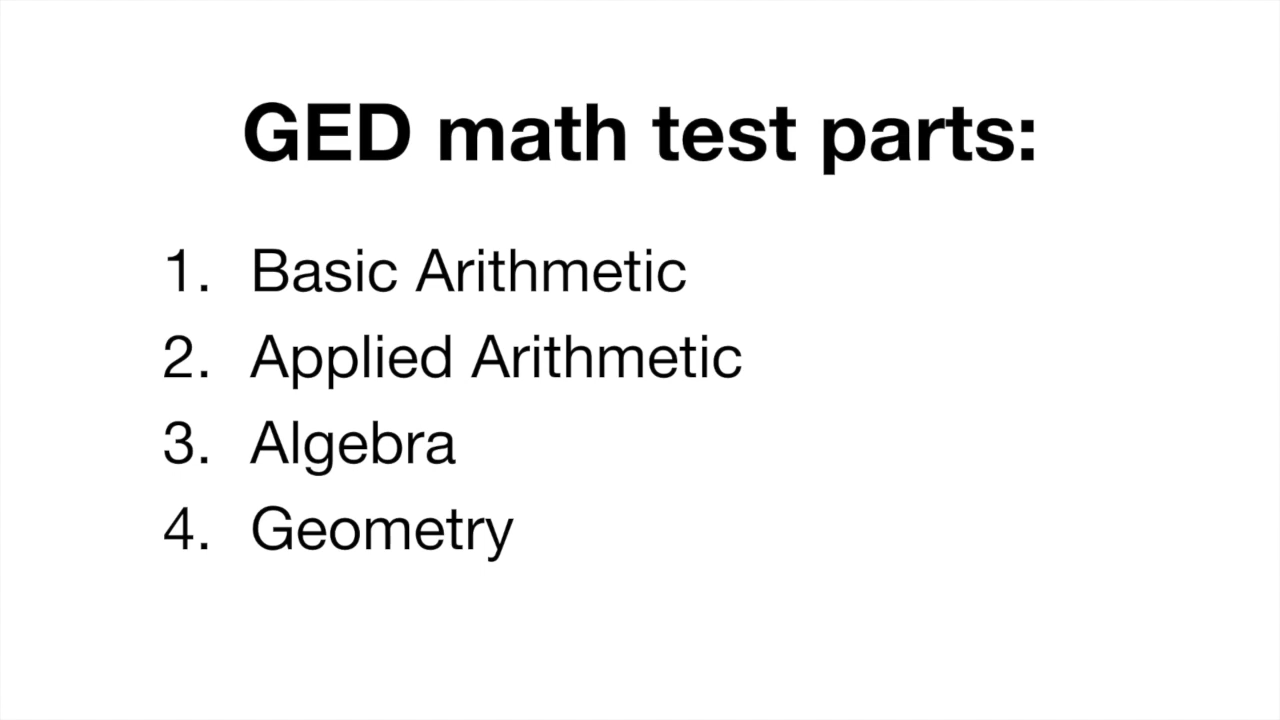 GED math test parts:
1. Basic Arithmetic
2. Applied Arithmetic
3. Algebra
4. Geometry